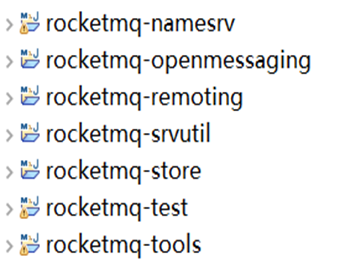 rocketmq-namesrv
rocketmq-openmessaging
rocketmq-remoting
rocketmq-srvutil
rocketmq-store
rocketmq-test
rocketmq-tools